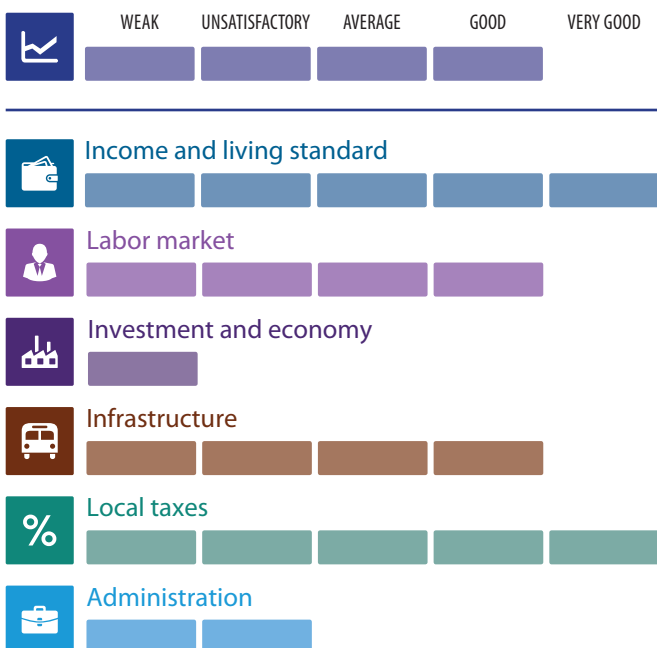 WEAK UNSATISFACTORY AVERAGE GOOD VERY GOOD
Income and living standard
Labor market
Investment and economy
Infrastructure
Local taxes
%
Administration